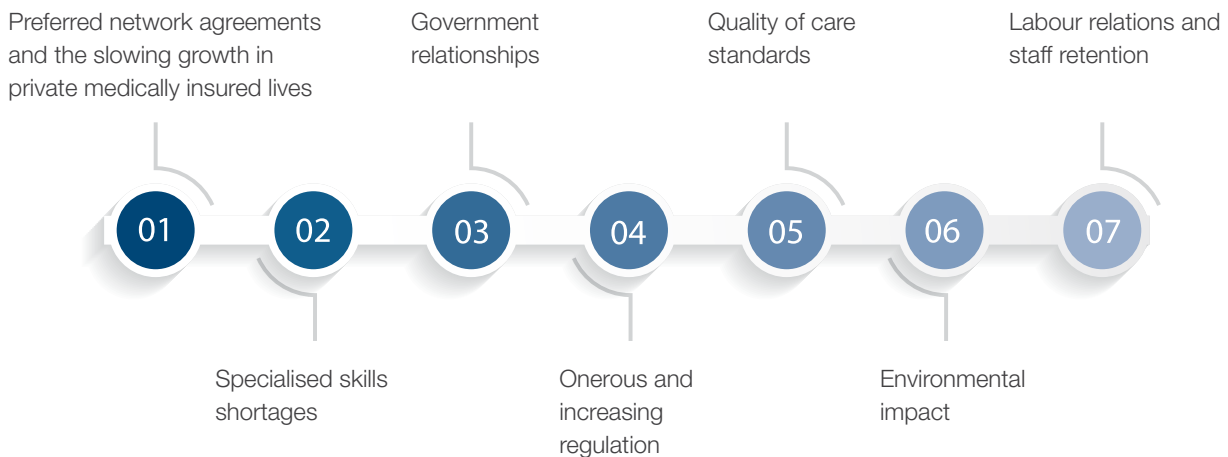 Preferred network agreements
and the slowing growth in
private medically insured lives
Government
relationships
Quality of care
standards
Labour relations and
staff retention
01
02
03
04
05
06
07
Specialised skills
shortages
Onerous and
increasing
regulation
Environmental
impact